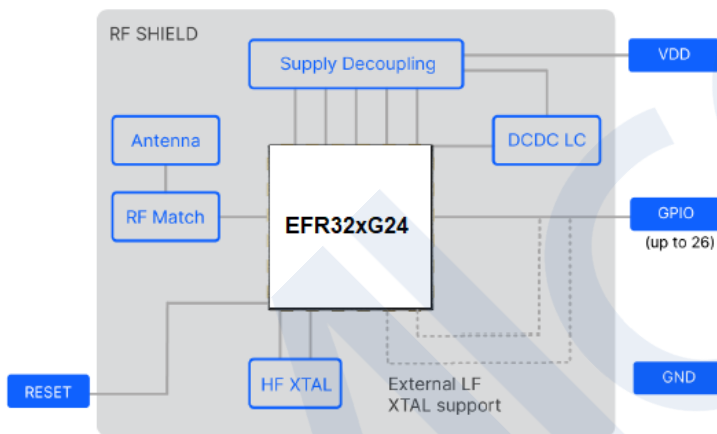 RF SHIELD
Supply Decoupling
VDD
Antenna
DCDC LC
RF Match
EFR32xG24
GPIO
(up to 26)
HF XTAL
External LF
XTAL support
RESET
GND